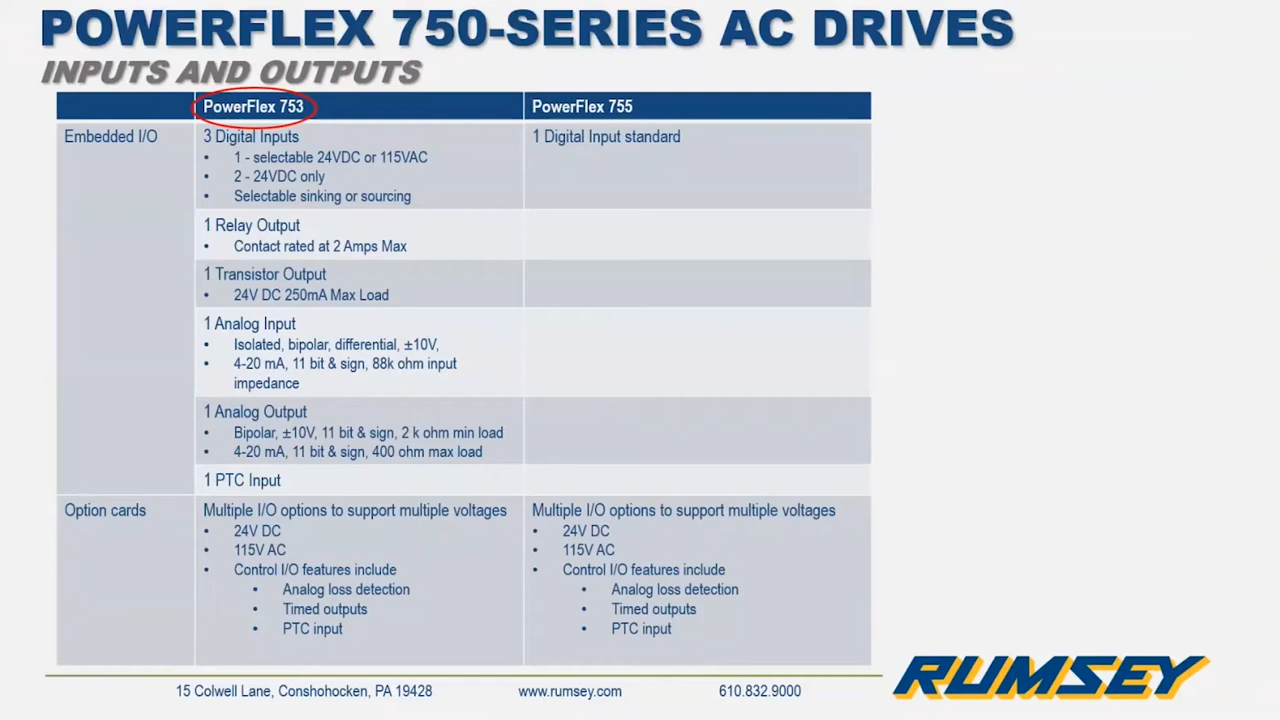 POWERFLEX 750-SERIES AC DRIVES
INPUTS AND OUTPUTS
PowerFlex 753
PowerFlex 755
Embedded I/O
3 Digital Inputs
• 1 - selectable 24VDC or 115VAC
• 2 - 24VDC only
• Selectable sinking or sourcing
1 Digital Input standard
1 Relay Output
• Contact rated at 2 Amps Max
1 Transistor Output
• 24V DC 250mA Max Load
1 Analog Input
• Isolated, bipolar, differential, ±10V,
• 4-20 mA, 11 bit & sign, 88k ohm input
impedance
1 Analog Output
• Bipolar, ±10V, 11 bit & sign, 2 k ohm min load
• 4-20 mA, 11 bit & sign, 400 ohm max load
1 PTC Input
Option cards
Multiple I/O options to support multiple voltages
• 24V DC
• 115V AC
• Control I/O features include
• Analog loss detection
• Timed outputs
• PTC input
Multiple I/O options to support multiple voltages
• 24V DC
• 115V AC
• Control I/O features include
• Analog loss detection
• Timed outputs
• PTC input
15 Colwell Lane, Conshohocken, PA 19428
www.rumsey.com
610.832.9000
RUMSEY